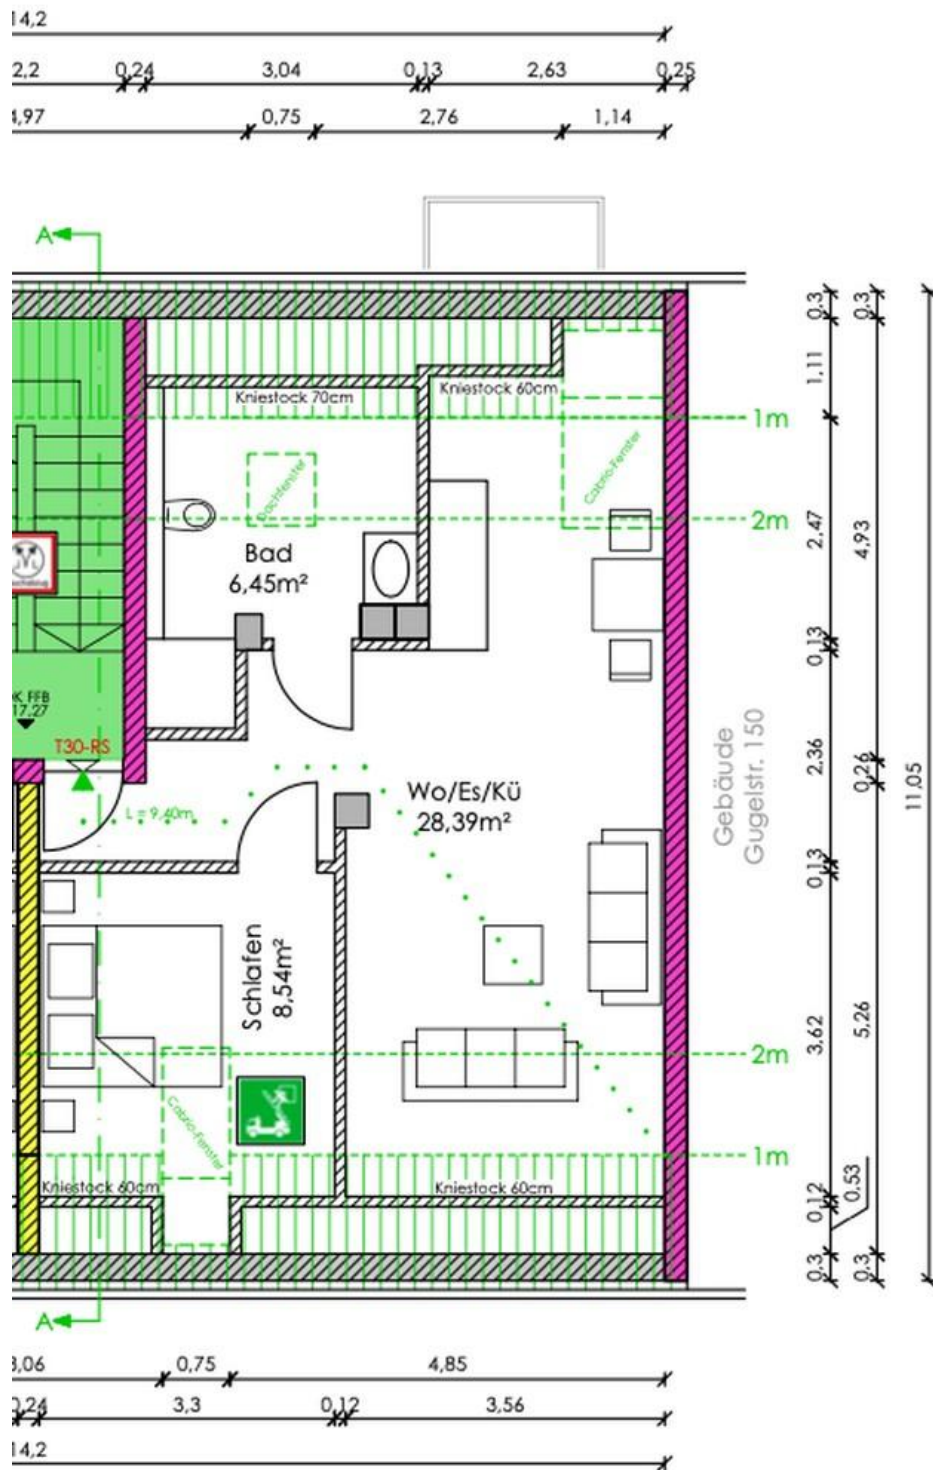 14,2
2,2 0,24 3,04 0,13 2,63 0,25
4,97 0,75 2,76 1,14
A
0,3 0,3
1,11
Kniestock 70cm
Kniestock 60cm
1m
Cabrio-Fenster
Dachfenster
2m
2,47
4,93
Bad
6,45m²
0,13
K FFB
17,27
T30-RS
L = 9,40m
Wo/Es/Kü
28,39m²
Gebäude
Gugelstr. 150
2,36
0,26
11,05
0,13
Schlafen
8,54m²
3,62
5,26
2m
Cabrio-Fenster
1m
Kniestock 60cm
Kniestock 60cm
0,12
0,53
0,3 0,3
A
3,06 0,75 4,85
0,24 3,3 0,12 3,56
14,2